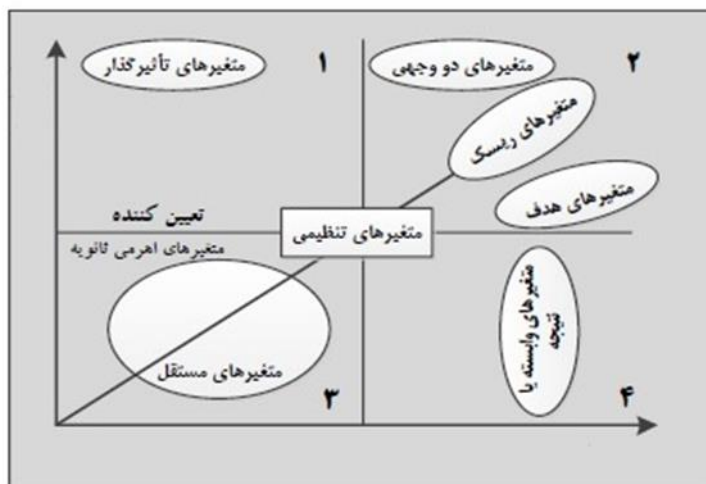 متغیرهای تأثیرگذار
۱
متغیرهای دو وجهی
۲
متغیرهای ریسک
متغیرهای هدف
تعیین کننده
متغیرهای تنظیمی
متغیرهای اهرمی ثانویه
متغیرهای مستقل
۳
متغیرهای وابسته یا
نتیجه
۴